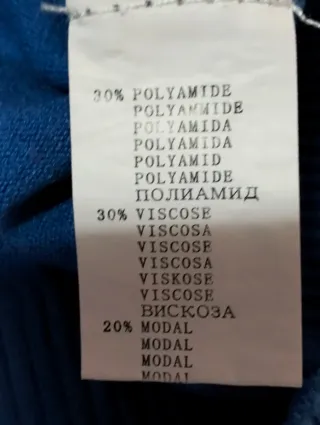 30% POLYAMIDE
POLYAMMIDE
POLYAMIDA
POLYAMIDA
POLYAMID
POLYAMIDE
ПОЛИАМИД
30% VISCOSE
VISCOSA
VISCOSE
VISCOSA
VISKOSE
VISCOSE
ВИСКОЗА
20% MODAL
MODAL
MODAL
MODAL